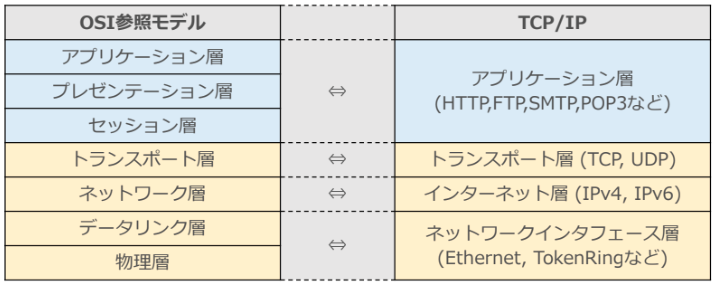 OSI参照モデル
TCP/IP
アプリケーション層
プレゼンテーション層
セッション層
⇔
アプリケーション層
(HTTP,FTP,SMTP,POP3など)
トランスポート層
⇔
トランスポート層 (TCP, UDP)
ネットワーク層
⇔
インターネット層 (IPv4, IPv6)
データリンク層
物理層
⇔
ネットワークインタフェース層
(Ethernet, TokenRingなど)